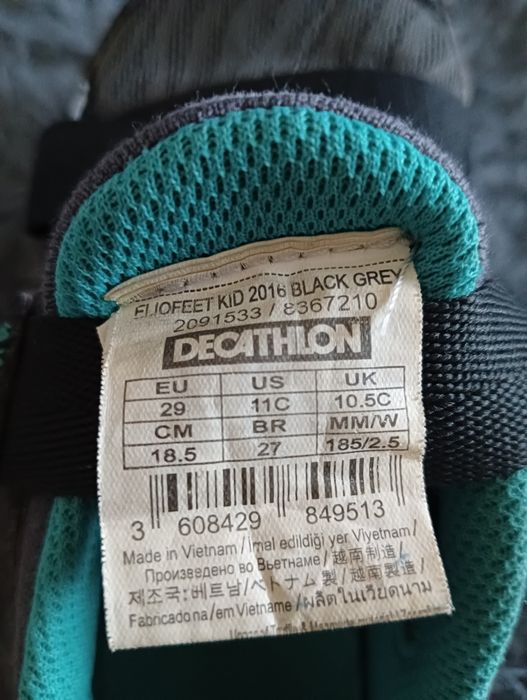 ELIOFEET KID 2016 BLACK GREY
2091533 / 8367210
DECATHLON
EU US UK
29 11C 10.5C
CM BR MM/W
18.5 27 185/2.5
3 608429 849513
Made in Vietnam / İmal edildiği yer Viyetnam /
Произведено во Вьетнаме / 越南制造 /
제조국: 베트남 / ベトナム 製 / 越南製造 /
Fabricado na / em Vietname / ผลิตในเวียดนาม